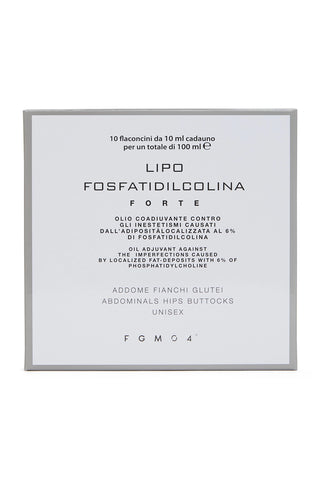 10 flaconcini da 10 ml cadauno
per un totale di 100 ml ℮
LIPO
FOSFATIDILCOLINA
FORTE
OLIO COADIUVANTE CONTRO
GLI INESTETISMI CAUSATI
DALL'ADIPOSITÀLOCALIZZATA AL 6%
DI FOSFATIDILCOLINA
OIL ADJUVANT AGAINST
THE IMPERFECTIONS CAUSED
BY LOCALIZED FAT-DEPOSITS WITH 6% OF
PHOSPHATIDYLCHOLINE
ADDOME FIANCHI GLUTEI
ABDOMINALS HIPS BUTTOCKS
UNISEX
FGM04